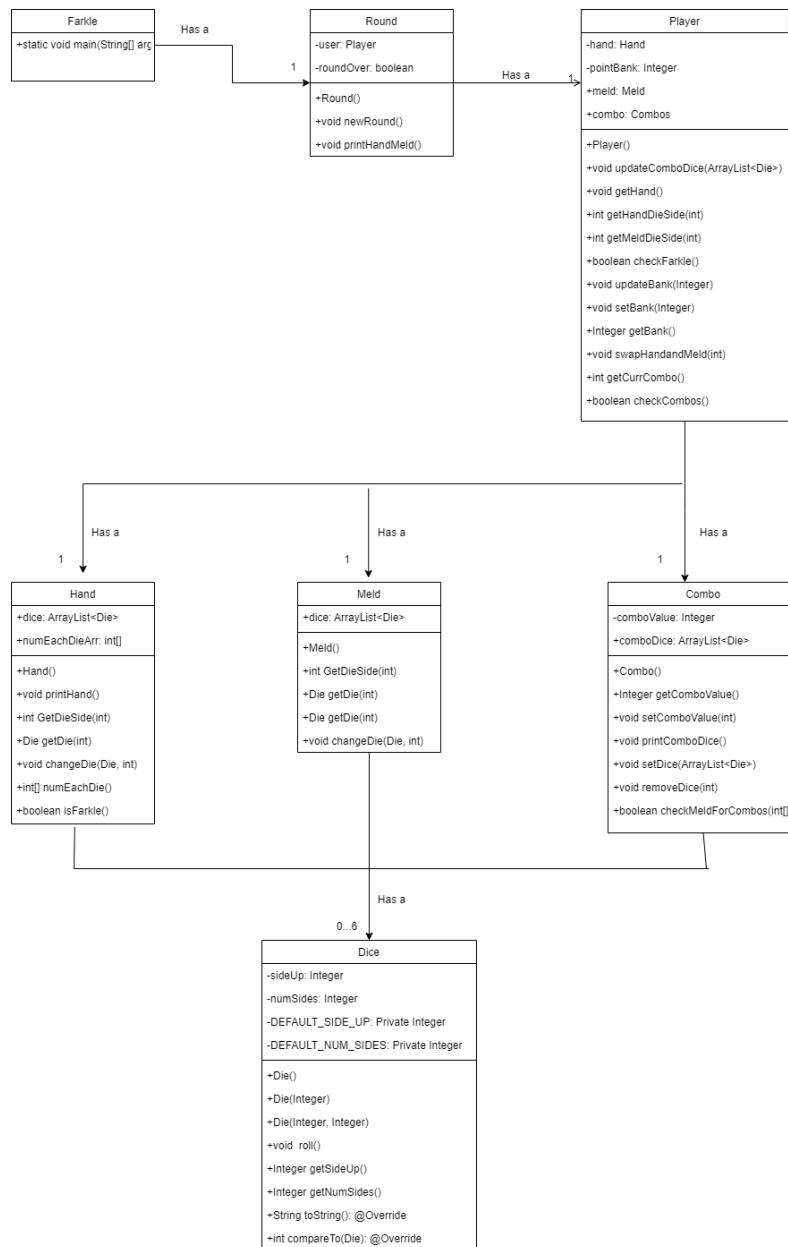 Farkle
+static void main(String[] arg
Has a
1
Round
-user: Player
-roundOver: boolean
+Round()
+void newRound()
+void printHandMeld()
Has a
1
Player
-hand: Hand
-pointBank: Integer
+meld: Meld
+combo: Combos
+Player()
+void updateComboDice(ArrayList<Die>)
+void getHand()
+int getHandDieSide(int)
+int getMeldDieSide(int)
+boolean checkFarkle()
+void updateBank(Integer)
+void setBank(Integer)
+Integer getBank()
+void swapHandandMeld(int)
+int getCurrCombo()
+boolean checkCombos()
Has a
1
Has a
1
Has a
1
Hand
+dice: ArrayList<Die>
+numEachDieArr: int[]
+Hand()
+void printHand()
+int GetDieSide(int)
+Die getDie(int)
+void changeDie(Die, int)
+int[] numEachDie()
+boolean isFarkle()
Meld
+dice: ArrayList<Die>
+Meld()
+int GetDieSide(int)
+Die getDie(int)
+Die getDie(int)
+void changeDie(Die, int)
Combo
-comboValue: Integer
+comboDice: ArrayList<Die>
+Combo()
+Integer getComboValue()
+void setComboValue(int)
+void printComboDice()
+void setDice(ArrayList<Die>)
+void removeDice(int)
+boolean checkMeldForCombos(int[]
Has a
0...6
Dice
-sideUp: Integer
-numSides: Integer
-DEFAULT_SIDE_UP: Private Integer
-DEFAULT_NUM_SIDES: Private Integer
+Die()
+Die(Integer)
+Die(Integer, Integer)
+void  roll()
+Integer getSideUp()
+Integer getNumSides()
+String toString(): @Override
+int compareTo(Die): @Override